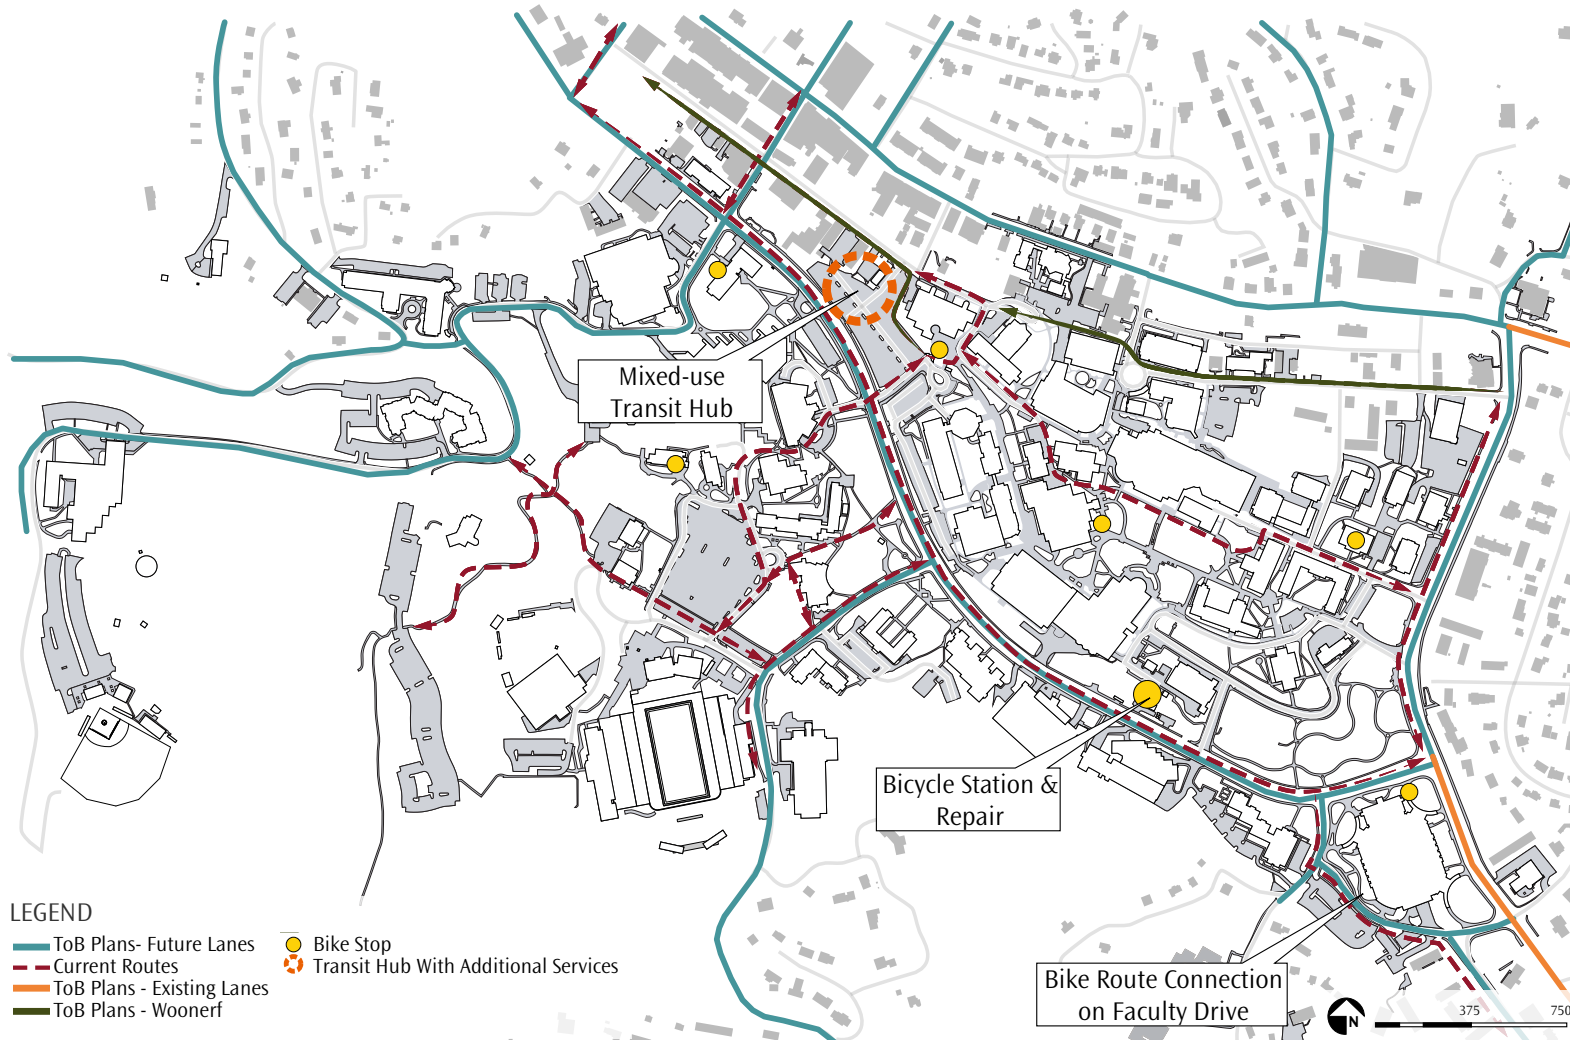 Mixed-use
Transit Hub
Bicycle Station &
Repair
Bike Route Connection
on Faculty Drive
LEGEND
ToB Plans- Future Lanes
Current Routes
ToB Plans - Existing Lanes
ToB Plans - Woonerf
Bike Stop
Transit Hub With Additional Services
N
375
750